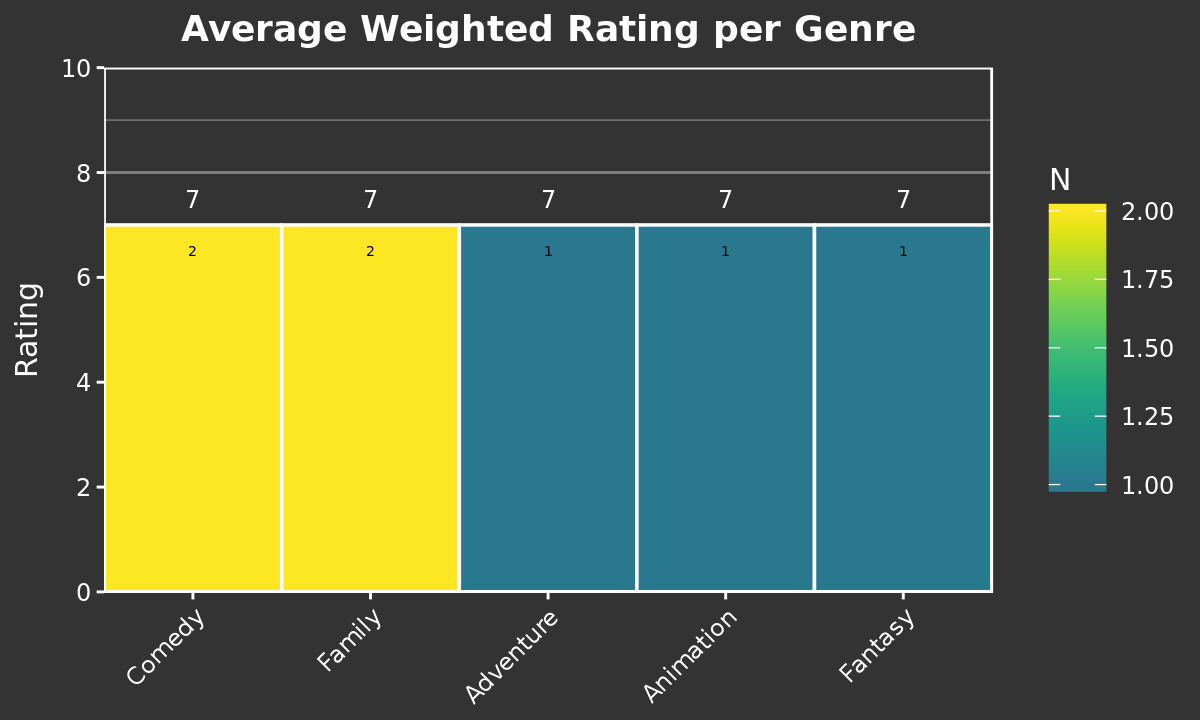 Average Weighted Rating per Genre
10
8
6
4
2
0
Rating
7 7 7 7 7
2 2 1 1 1
Comedy Family Adventure Animation Fantasy
N
2.00
1.75
1.50
1.25
1.00